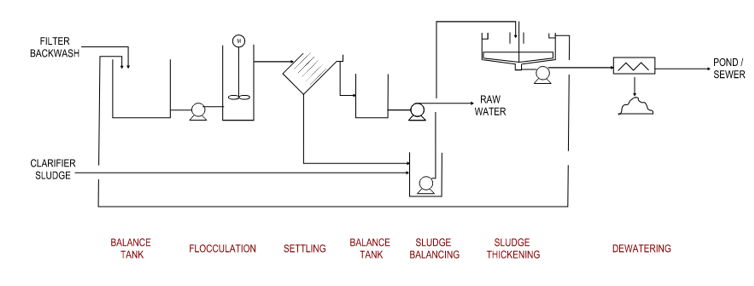 FILTER
BACKWASH
M
POND /
SEWER
RAW
WATER
CLARIFIER
SLUDGE
BALANCE
TANK
FLOCCULATION
SETTLING
BALANCE
TANK
SLUDGE
BALANCING
SLUDGE
THICKENING
DEWATERING